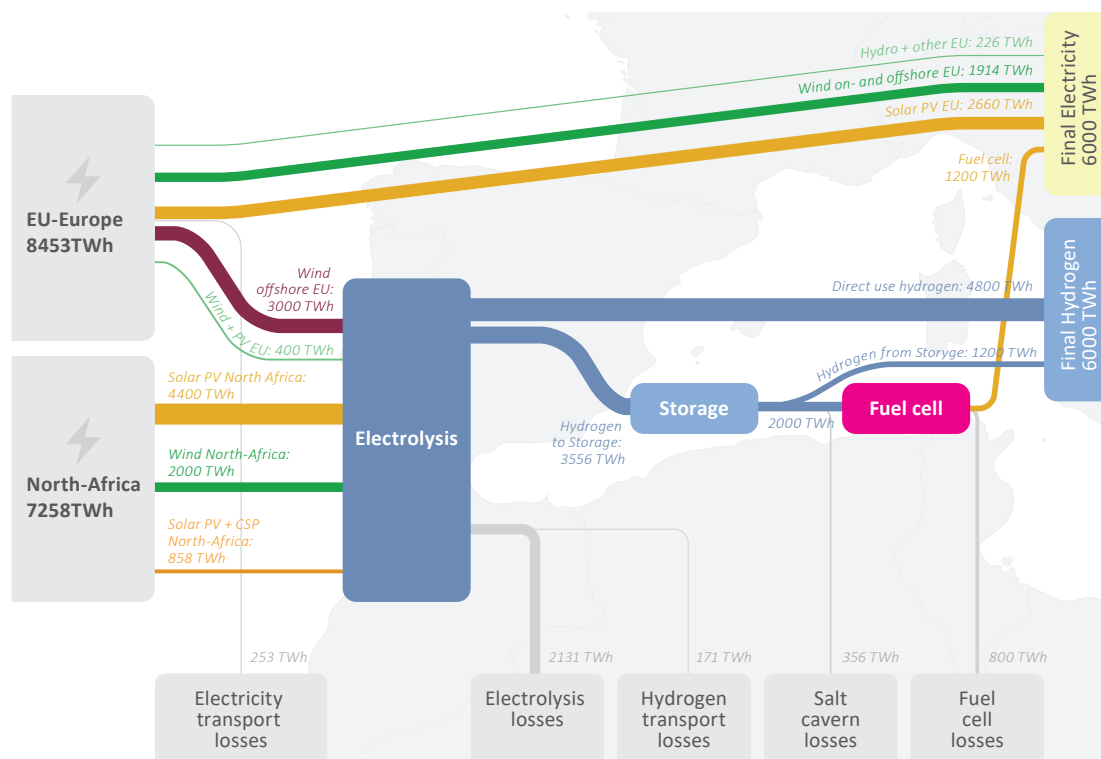 Hydro + other EU: 226 TWh
Wind on- and offshore EU: 1914 TWh
Solar PV EU: 2660 TWh
Fuel cell:
1200 TWh
Final Electricity
6000 TWh
EU-Europe
8453TWh
Wind
offshore EU:
3000 TWh
Wind + PV EU: 400 TWh
Direct use hydrogen: 4800 TWh
Final Hydrogen
6000 TWh
Hydrogen from Storyge: 1200 TWh
Solar PV North Africa:
4400 TWh
Electrolysis
Storage
Fuel cell
2000 TWh
Hydrogen
to Storage:
3556 TWh
North-Africa
7258TWh
Wind North-Africa:
2000 TWh
Solar PV + CSP
North-Africa:
858 TWh
253 TWh
2131 TWh
171 TWh
356 TWh
800 TWh
Electricity
transport
losses
Electrolysis
losses
Hydrogen
transport
losses
Salt
cavern
losses
Fuel
cell
losses